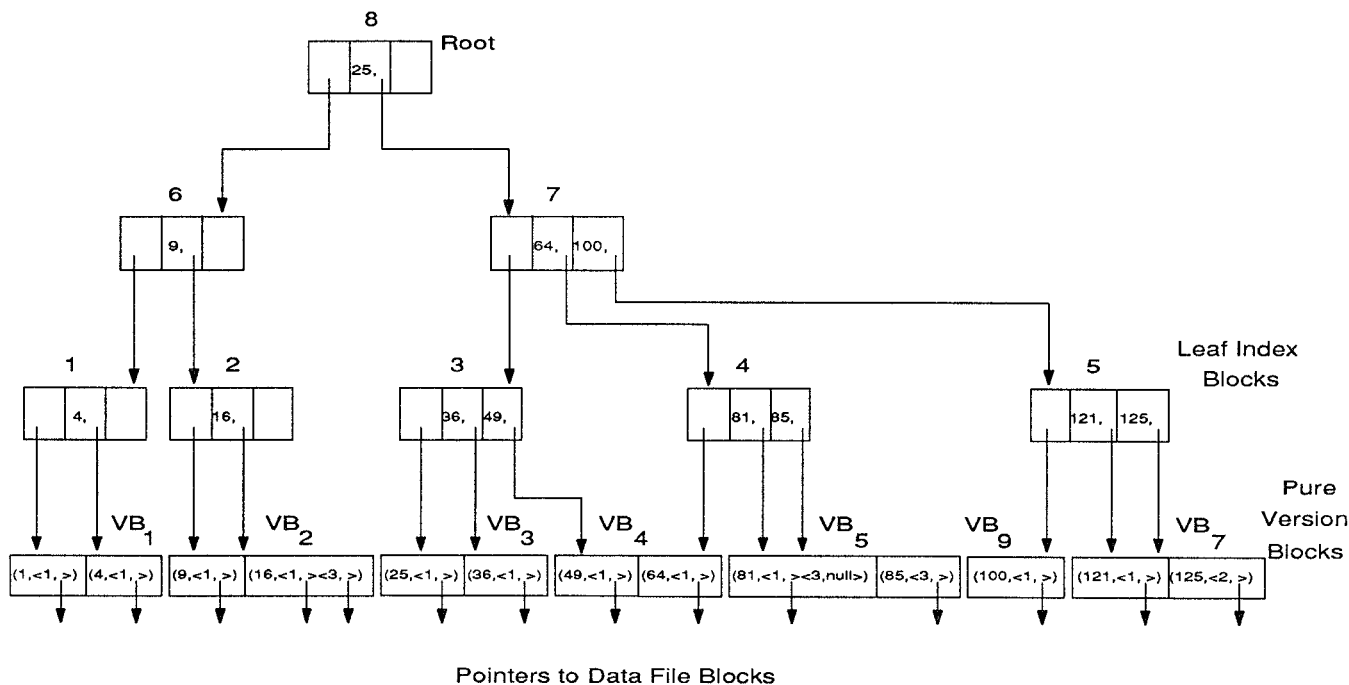 8
Root
25,
6
7
9,
64, 100,
1
2
3
4
5
Leaf Index
Blocks
4,
16,
36, 49,
81, 85,
121, 125,
Pure
Version
Blocks
VB1
VB2
VB3
VB4
VB5
VB9
VB7
(1,<1, >) (4,<1, >) (9,<1, >) (16,<1, ><3, >) (25,<1, >) (36,<1, >) (49,<1, >) (64,<1, >) (81,<1, ><3,null>) (85,<3, >) (100,<1, >) (121,<1, >) (125,<2, >)
Pointers to Data File Blocks